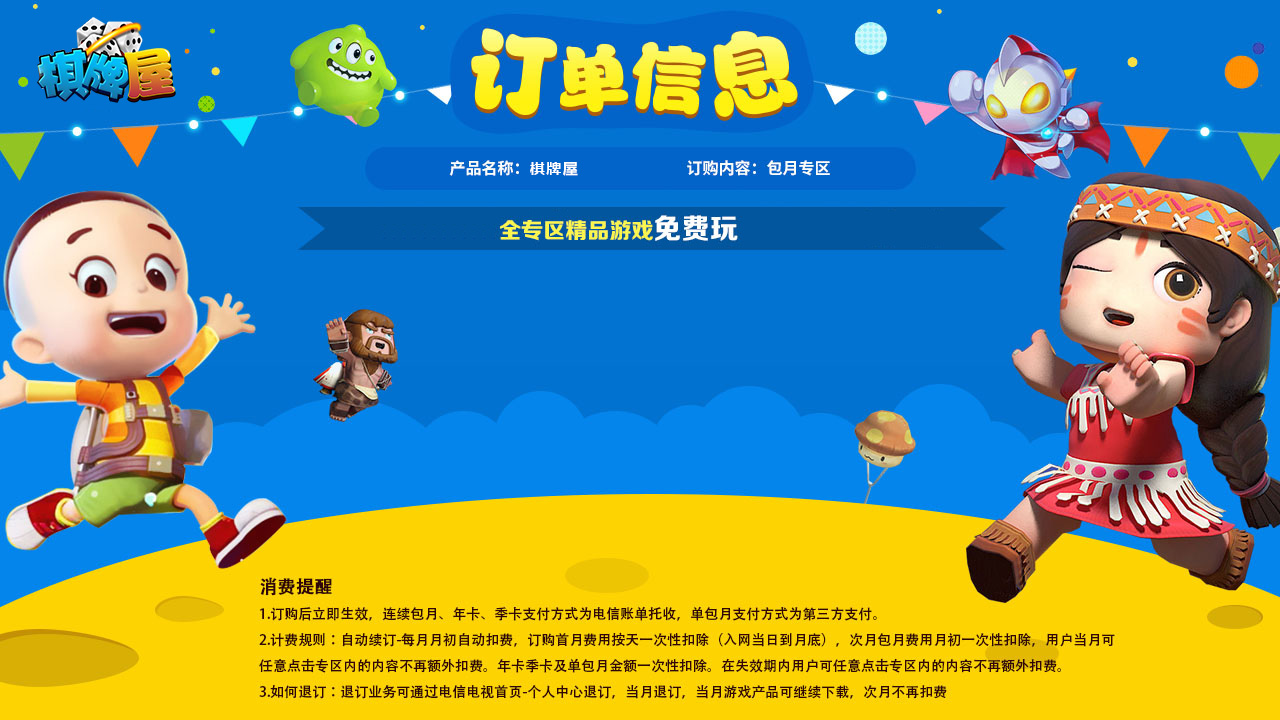 棋牌屋
订单信息
产品名称：棋牌屋
订购内容：包月专区
全专区精品游戏免费玩
消费提醒
1.订购后立即生效，连续包月、年卡、季卡支付方式为电信账单托收，单包月支付方式为第三方支付。
2.计费规则：自动续订-每月月初自动扣费，订购首月费用按天一次性扣除（入网当日到月底），次月包月费用月初一次性扣除，用户当月可
任意点击专区内的内容不再额外扣费。年卡季卡及单包月金额一次性扣除。在失效期内用户可任意点击专区内的内容不再额外扣费。
3.如何退订：退订业务可通过电信电视首页-个人中心退订，当月退订，当月游戏产品可继续下载，次月不再扣费